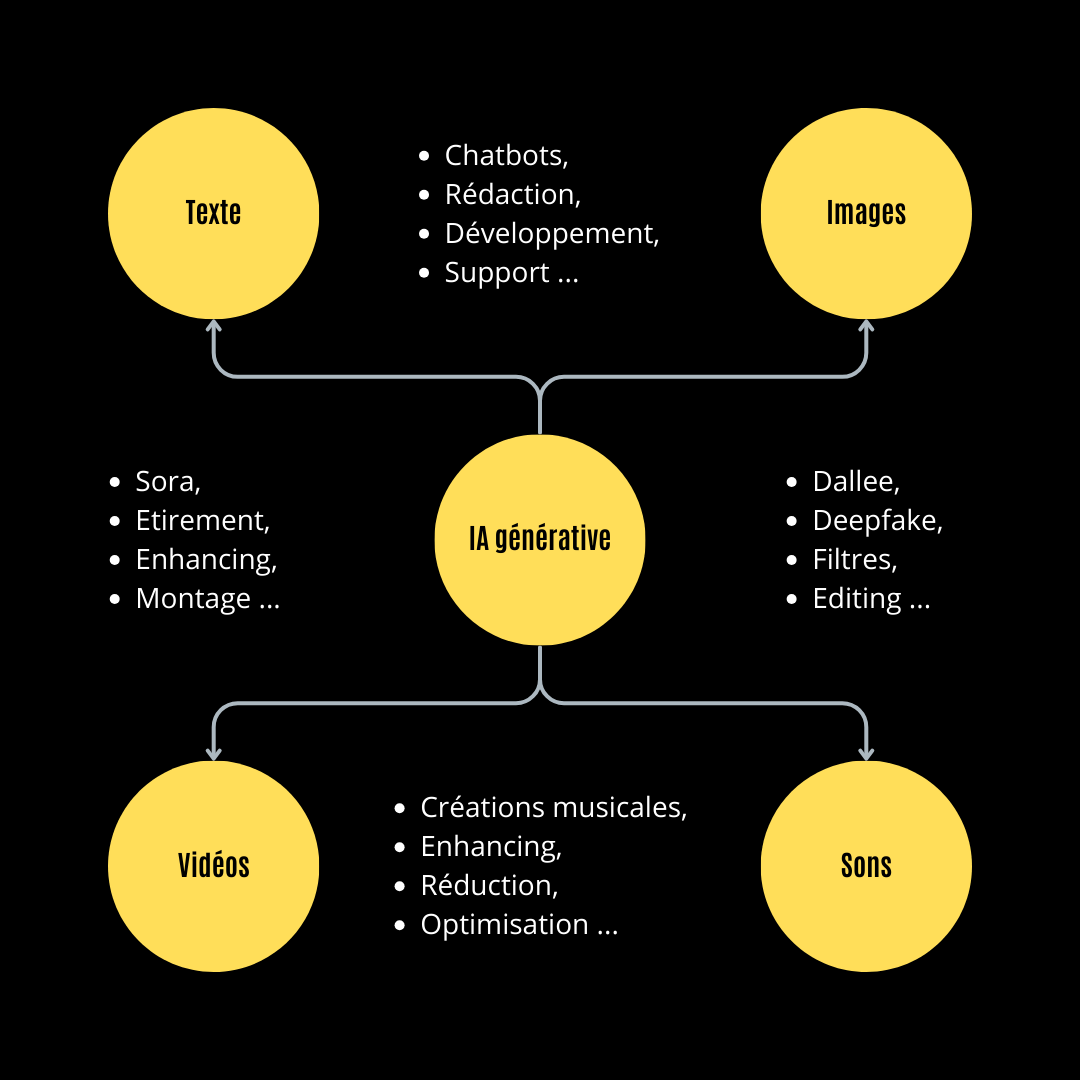 Texte
• Chatbots,
• Rédaction,
• Développement,
• Support ...
Images
• Sora,
• Etirement,
• Enhancing,
• Montage ...
IA générative
• Dallee,
• Deepfake,
• Filtres,
• Editing ...
Vidéos
• Créations musicales,
• Enhancing,
• Réduction,
• Optimisation ...
Sons